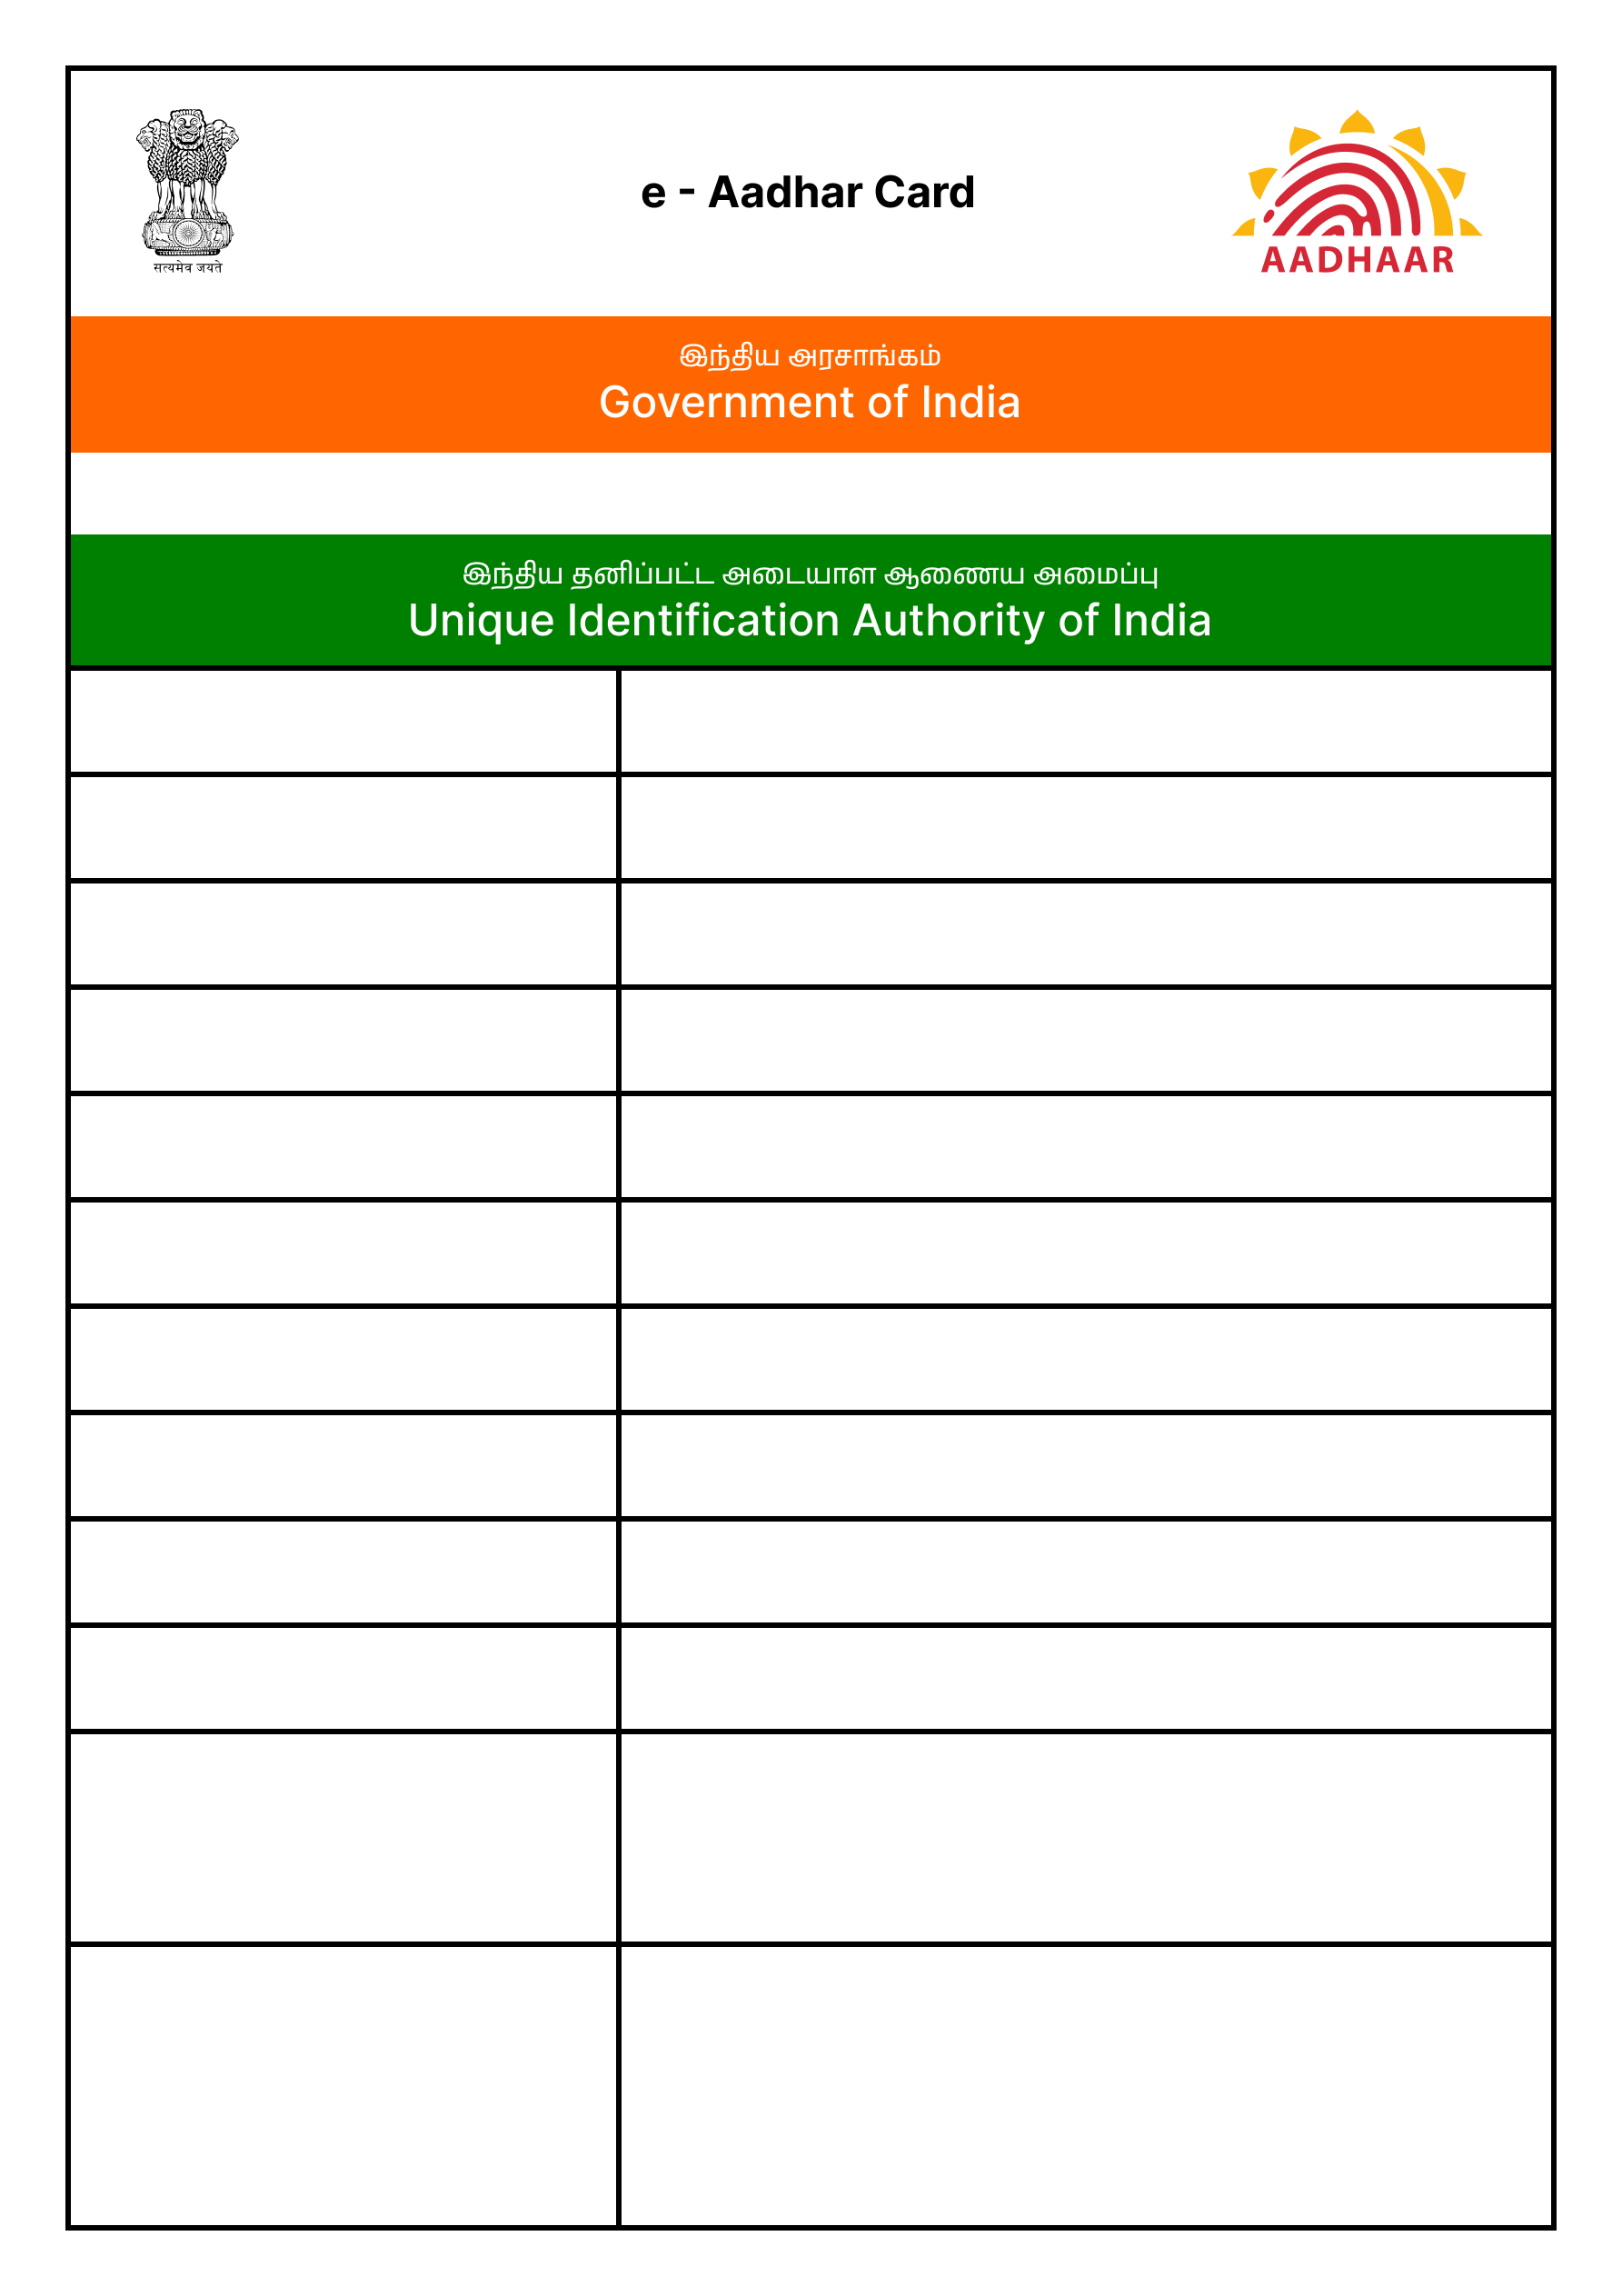 e - Aadhar Card
सत्यमेव जयते
AADHAAR
இந்திய அரசாங்கம்
Government of India
இந்திய தனிப்பட்ட அடையாள ஆணைய அமைப்பு
Unique Identification Authority of India